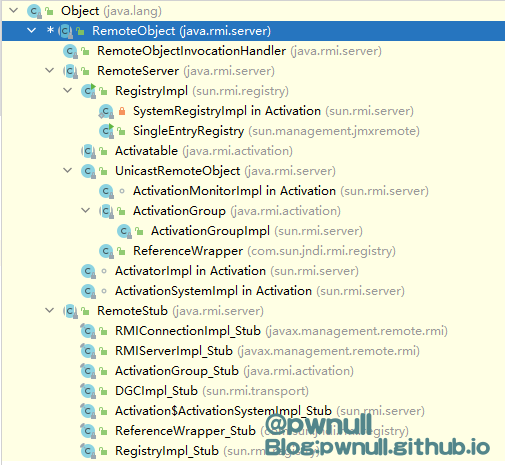 Object (java.lang)
* RemoteObject (java.rmi.server)
RemoteObjectInvocationHandler (java.rmi.server)
RemoteServer (java.rmi.server)
RegistryImpl (sun.rmi.registry)
SystemRegistryImpl in Activation (sun.rmi.server)
SingleEntryRegistry (sun.management.jmxremote)
Activatable (java.rmi.activation)
UnicastRemoteObject (java.rmi.server)
ActivationMonitorImpl in Activation (sun.rmi.server)
ActivationGroup (java.rmi.activation)
ActivationGroupImpl (sun.rmi.server)
ReferenceWrapper (com.sun.jndi.rmi.registry)
ActivatorImpl in Activation (sun.rmi.server)
ActivationSystemImpl in Activation (sun.rmi.server)
RemoteStub (java.rmi.server)
RMIConnectionImpl_Stub (javax.management.remote.rmi)
RMIServerImpl_Stub (javax.management.remote.rmi)
ActivationGroup_Stub (java.rmi.activation)
DGCImpl_Stub (sun.rmi.transport)
Activation$ActivationSystemImpl_Stub (sun.rmi.server)
ReferenceWrapper_Stub (com.sun.jndi.rmi.registry)
RegistryImpl_Stub (sun.rmi.registry)
@pwnull
Blog:pwnull.github.io